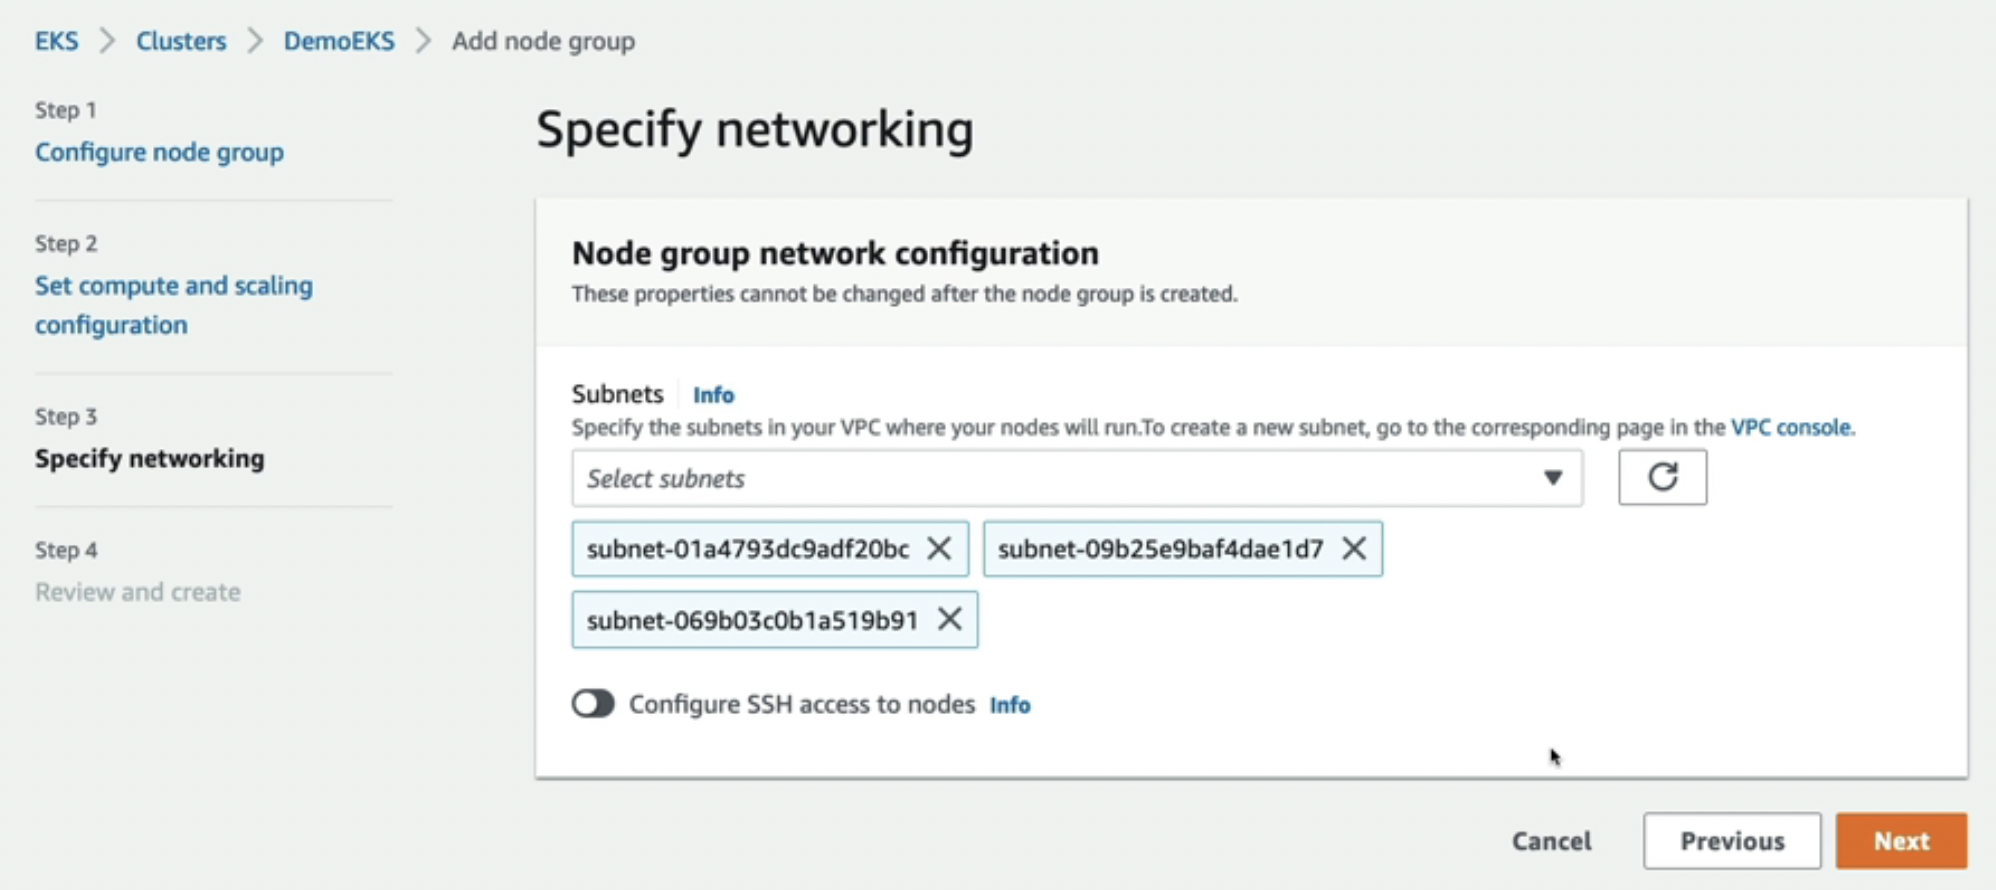 EKS > Clusters > DemoEKS > Add node group
Step 1
Configure node group
Step 2
Set compute and scaling
configuration
Step 3
Specify networking
Step 4
Review and create
Specify networking
Node group network configuration
These properties cannot be changed after the node group is created.
Subnets Info
Specify the subnets in your VPC where your nodes will run.To create a new subnet, go to the corresponding page in the VPC console.
Select subnets
subnet-01a4793dc9adf20bc subnet-09b25e9baf4dae1d7
subnet-069b03c0b1a519b91
Configure SSH access to nodes Info
Cancel Previous Next